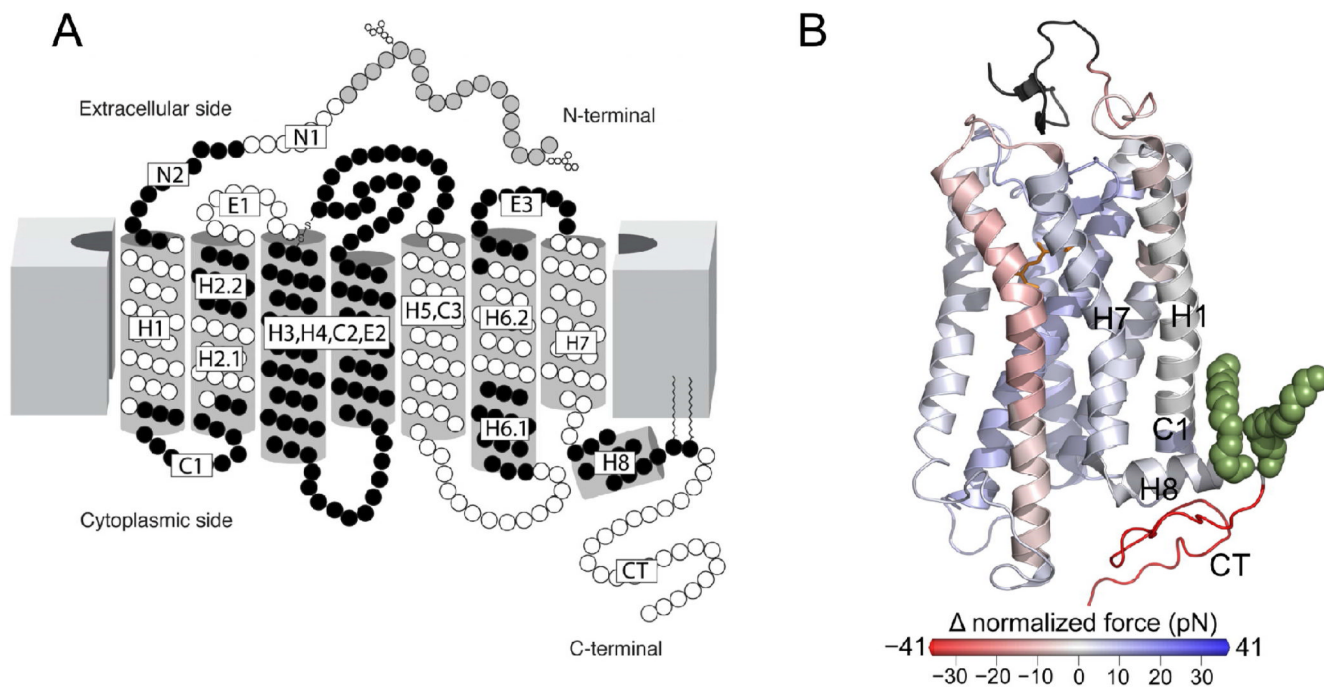 A
Extracellular side
N-terminal
N1
N2
E1
E3
s
s
H2.2
H1
H2.1
H3,H4,C2,E2
H5,C3
H6.2
H7
H6.1
C1
H8
Cytoplasmic side
CT
C-terminal
B
H7
H1
C1
H8
CT
Δ normalized force (pN)
−41
41
−30 −20 −10 0 10 20 30